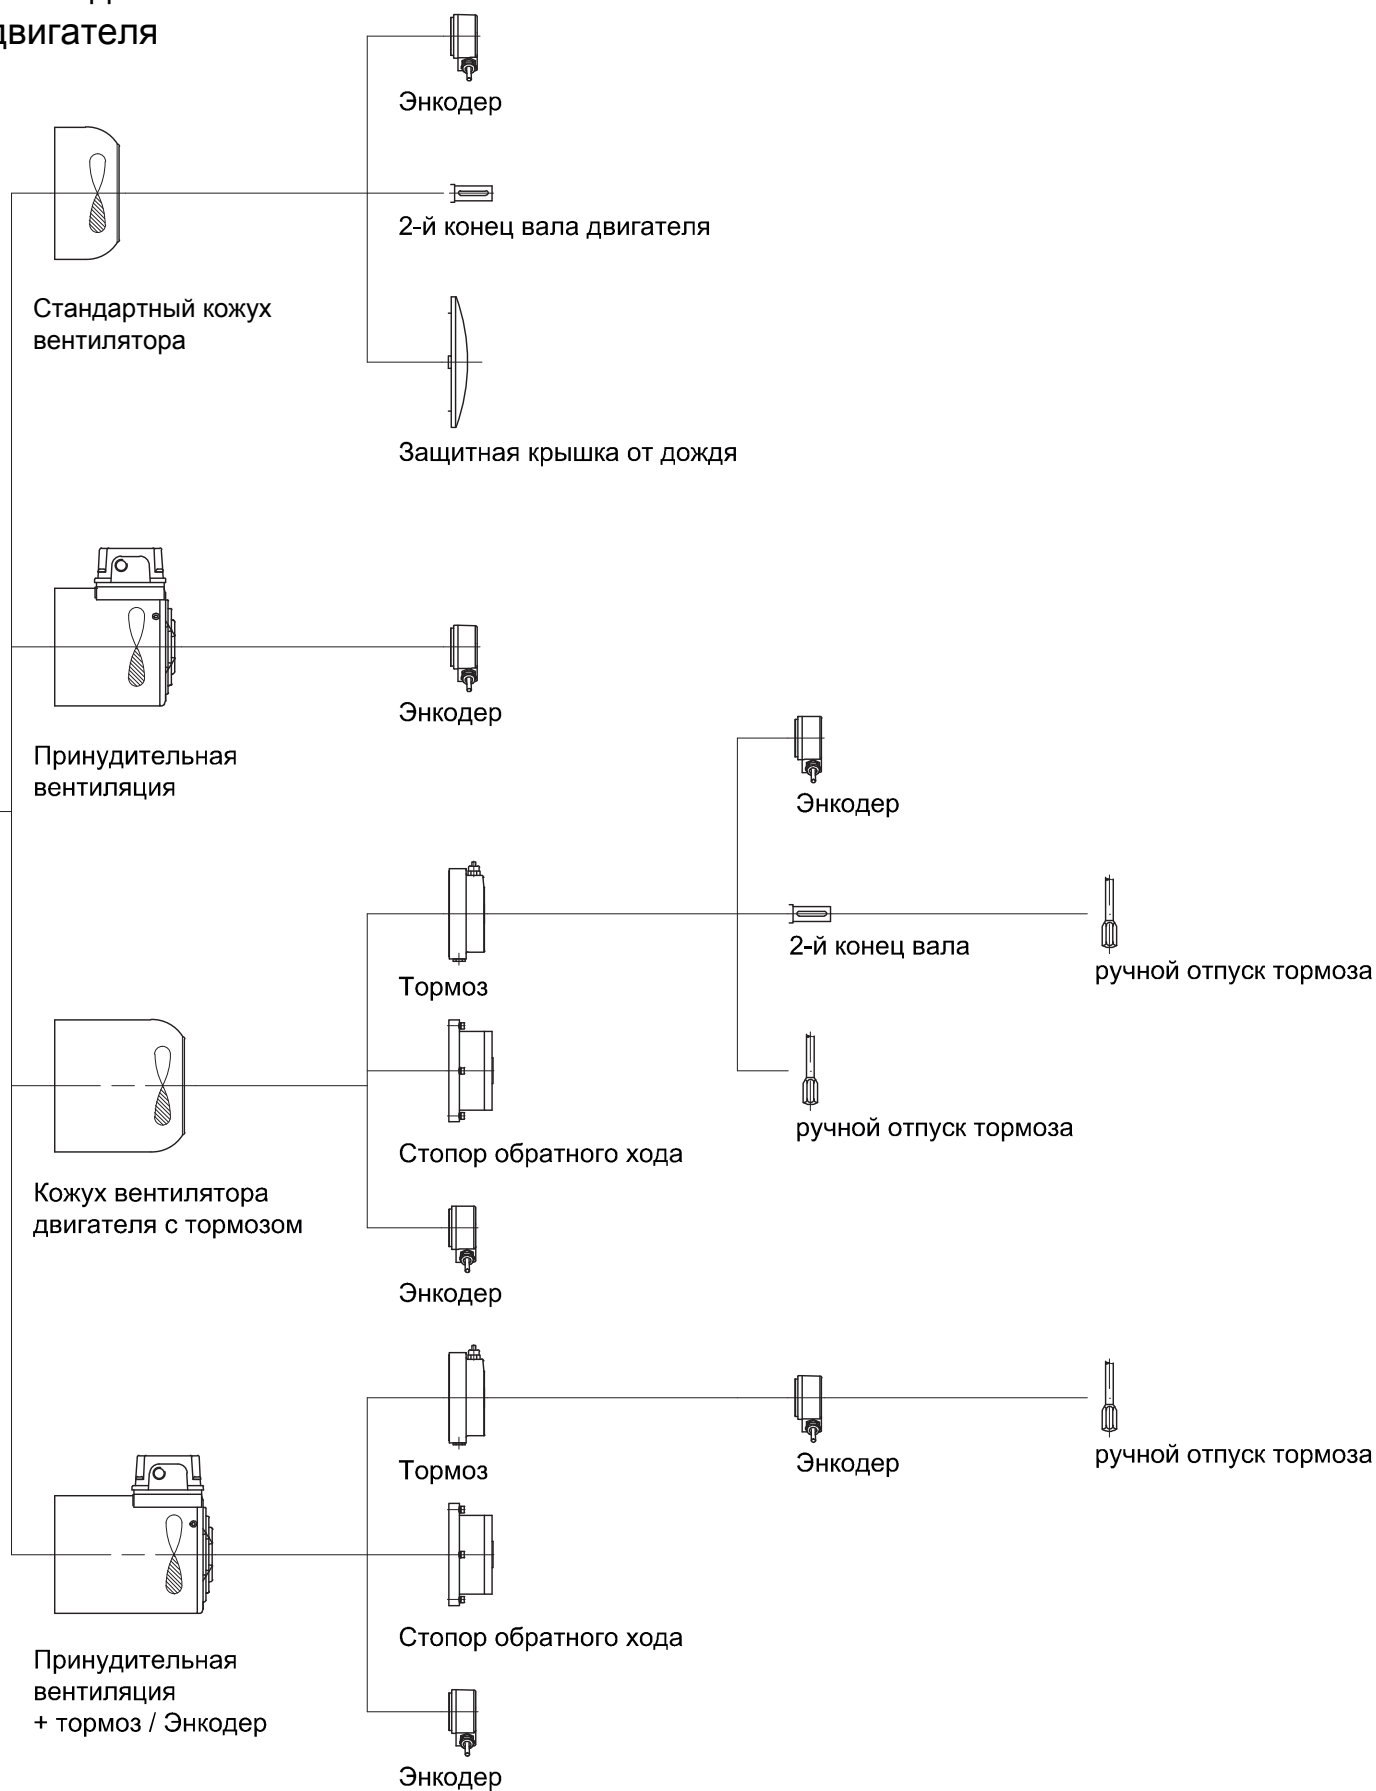 двигателя
Энкодер
2-й конец вала двигателя
Стандартный кожух
вентилятора
Защитная крышка от дождя
Энкодер
Принудительная
вентиляция
Энкодер
Тормоз
2-й конец вала
ручной отпуск тормоза
Стопор обратного хода
ручной отпуск тормоза
Кожух вентилятора
двигателя с тормозом
Энкодер
Тормоз
Энкодер
ручной отпуск тормоза
Стопор обратного хода
Принудительная
вентиляция
+ тормоз / Энкодер
Энкодер